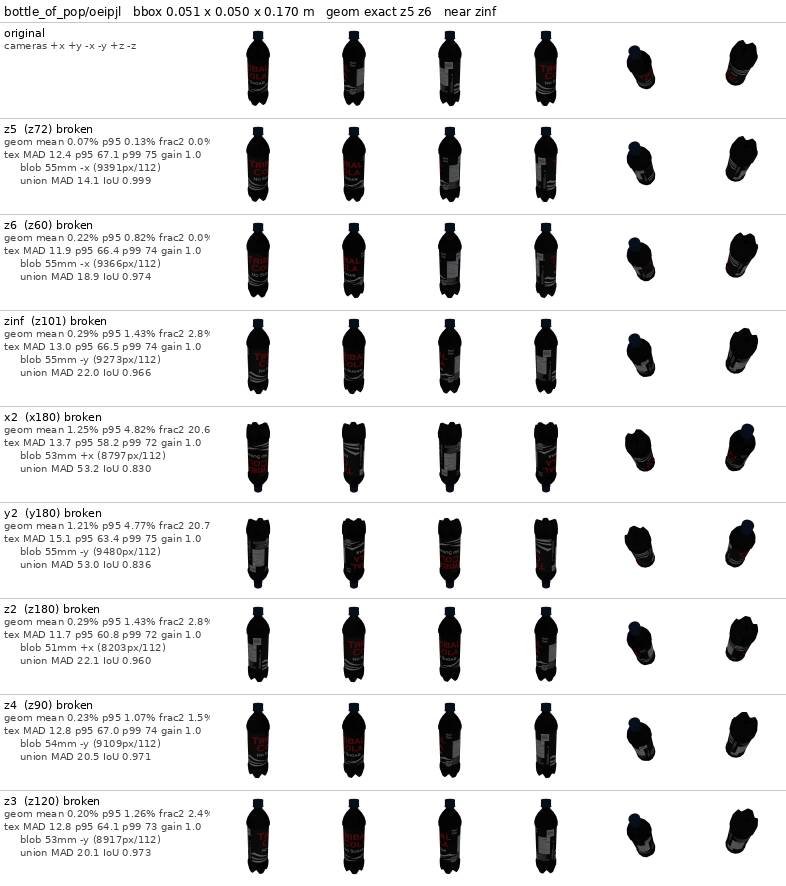 bottle_of_pop/oeipjl bbox 0.051 x 0.050 x 0.170 m geom exact z5 z6 near zinf
original
cameras +x +y -x -y +z -z
z5 (z72) broken
geom mean 0.07% p95 0.13% frac2 0.0%
tex MAD 12.4 p95 67.1 p99 75 gain 1.0
blob 55mm -x (9391px/112)
union MAD 14.1 IoU 0.999
z6 (z60) broken
geom mean 0.22% p95 0.82% frac2 0.0%
tex MAD 11.9 p95 66.4 p99 74 gain 1.0
blob 55mm -x (9366px/112)
union MAD 18.9 IoU 0.974
zinf (z101) broken
geom mean 0.29% p95 1.43% frac2 2.8%
tex MAD 13.0 p95 66.5 p99 74 gain 1.0
blob 55mm -y (9273px/112)
union MAD 22.0 IoU 0.966
x2 (x180) broken
geom mean 1.25% p95 4.82% frac2 20.6
tex MAD 13.7 p95 58.2 p99 72 gain 1.0
blob 53mm +x (8797px/112)
union MAD 53.2 IoU 0.830
y2 (y180) broken
geom mean 1.21% p95 4.77% frac2 20.7
tex MAD 15.1 p95 63.4 p99 75 gain 1.0
blob 55mm -y (9480px/112)
union MAD 53.0 IoU 0.836
z2 (z180) broken
geom mean 0.29% p95 1.43% frac2 2.8%
tex MAD 11.7 p95 60.8 p99 72 gain 1.0
blob 51mm +x (8203px/112)
union MAD 22.1 IoU 0.960
z4 (z90) broken
geom mean 0.23% p95 1.07% frac2 1.5%
tex MAD 12.8 p95 67.0 p99 74 gain 1.0
blob 54mm -y (9109px/112)
union MAD 20.5 IoU 0.971
z3 (z120) broken
geom mean 0.20% p95 1.26% frac2 2.4%
tex MAD 12.8 p95 64.1 p99 73 gain 1.0
blob 53mm -y (8917px/112)
union MAD 20.1 IoU 0.973